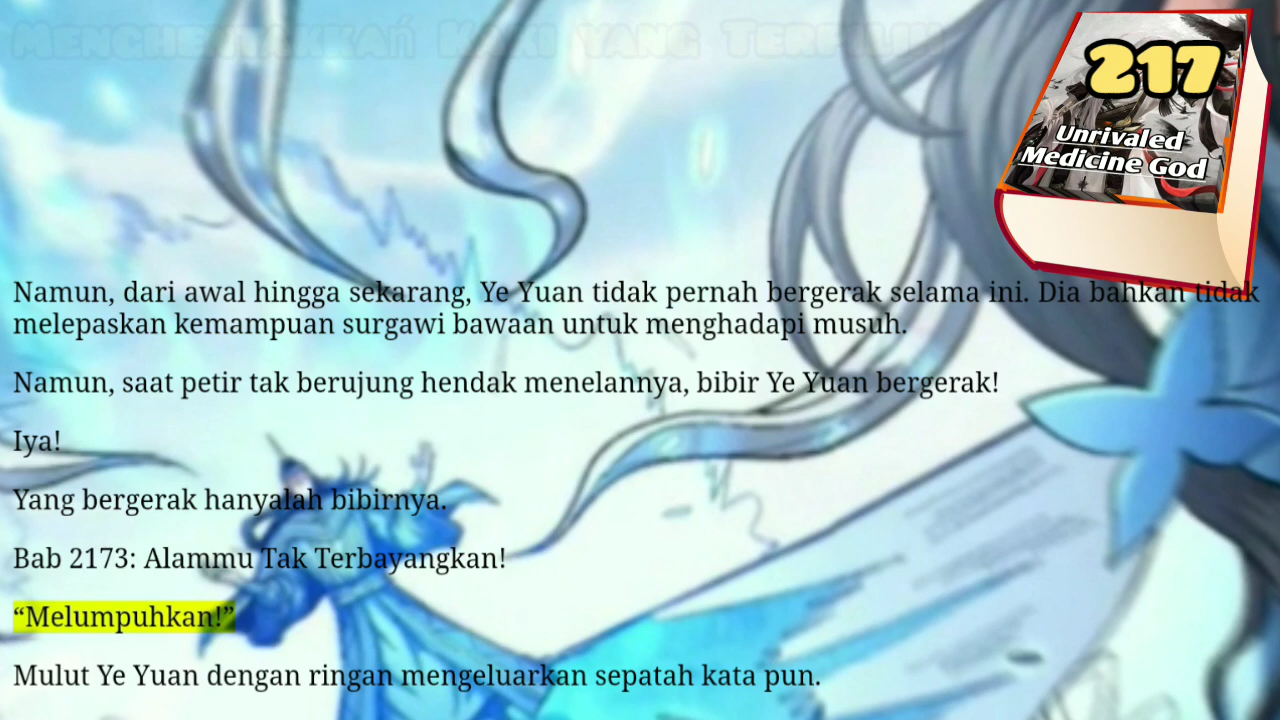 217
Unrivaled
Medicine God
Namun, dari awal hingga sekarang, Ye Yuan tidak pernah bergerak selama ini. Dia bahkan tidak
melepaskan kemampuan surgawi bawaan untuk menghadapi musuh.
Namun, saat petir tak berujung hendak menelannya, bibir Ye Yuan bergerak!
Iya!
Yang bergerak hanyalah bibirnya.
Bab 2173: Alammu Tak Terbayangkan!
“Melumpuhkan!”
Mulut Ye Yuan dengan ringan mengeluarkan sepatah kata pun.